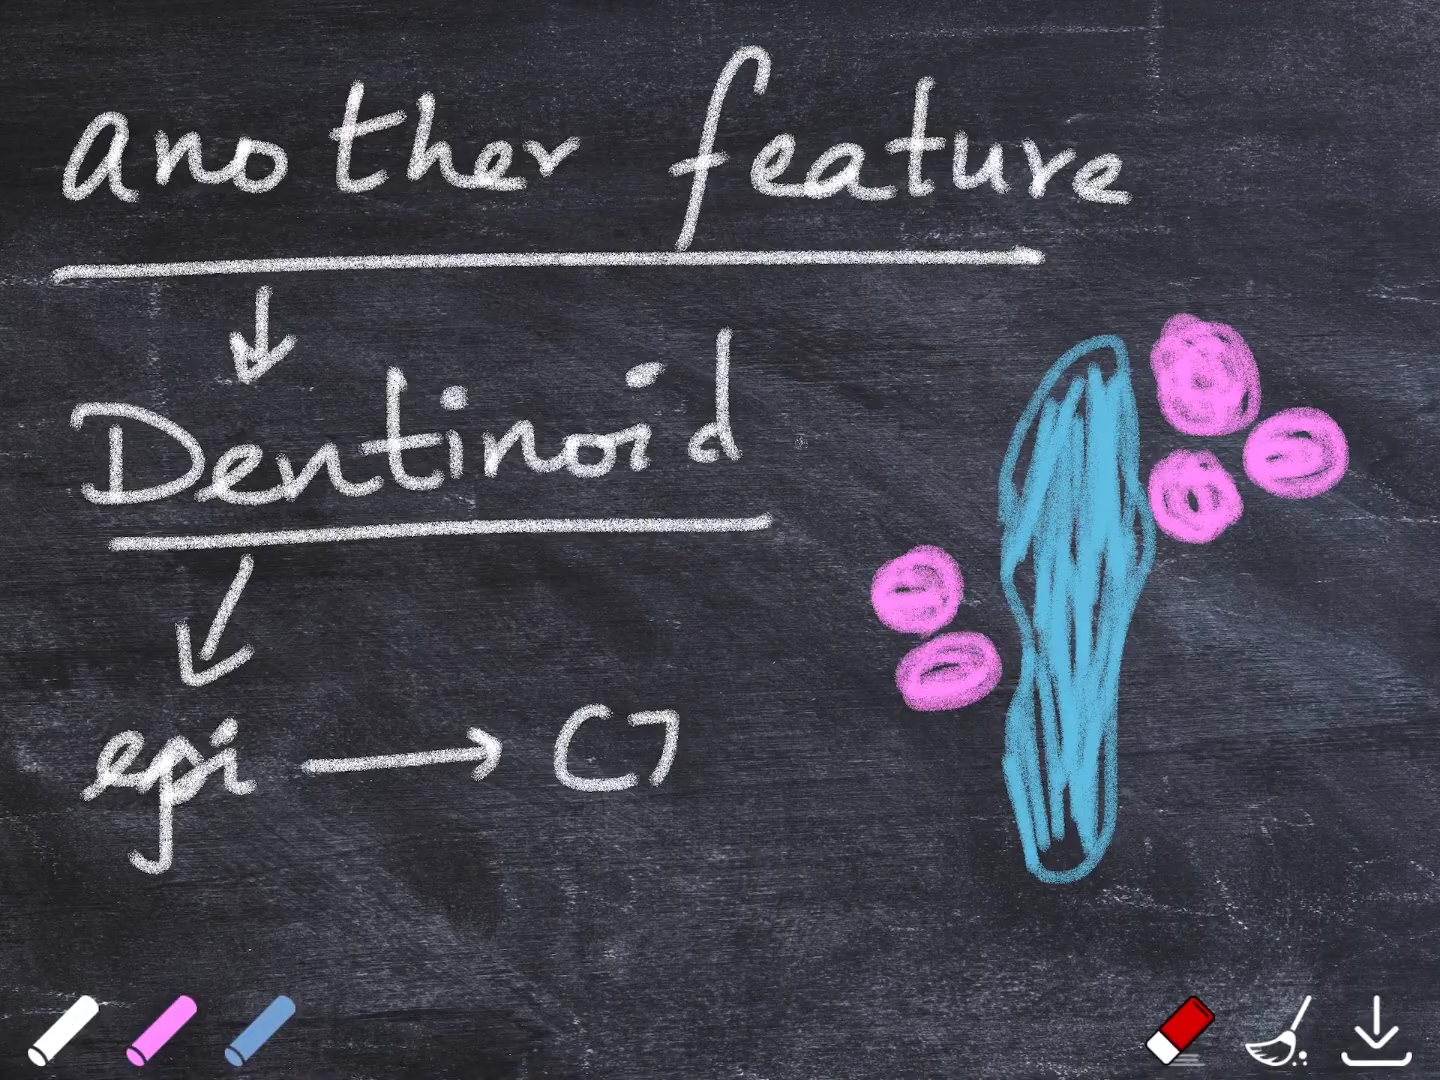 another feature
↓
Dentinoid
↓
epi → C7